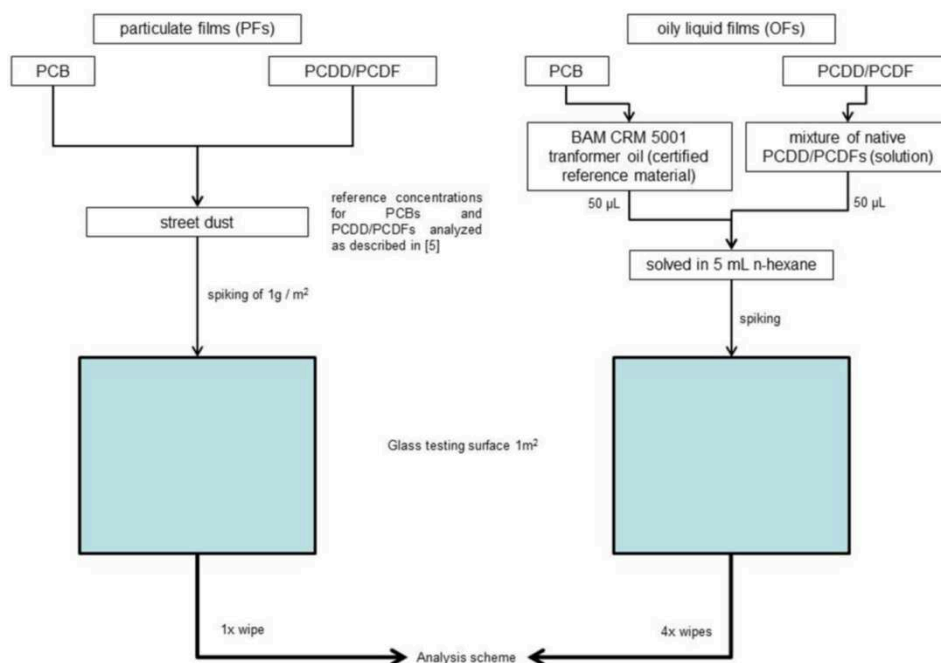 particulate films (PFs)
PCB
PCDD/PCDF
street dust
reference concentrations
for PCBs and
PCDD/PCDFs analyzed
as described in [5]
spiking of 1g / m²
1x wipe
oily liquid films (OFs)
PCB
PCDD/PCDF
BAM CRM 5001
tranformer oil (certified
reference material)
mixture of native
PCDD/PCDFs (solution)
50 µL
50 µL
solved in 5 mL n-hexane
spiking
Glass testing surface 1m²
4x wipes
Analysis scheme